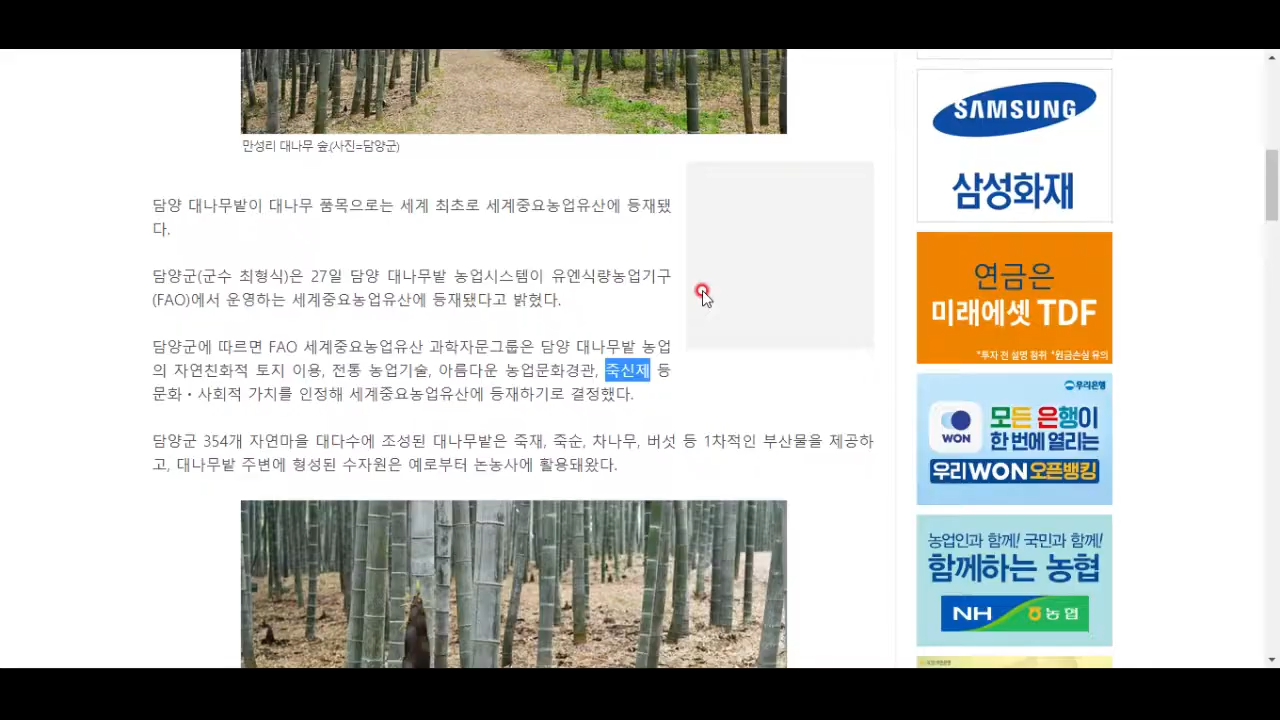 만성리 대나무 숲(사진=담양군)
담양 대나무밭이 대나무 품목으로는 세계 최초로 세계중요농업유산에 등재됐
다.
담양군(군수 최형식)은 27일 담양 대나무밭 농업시스템이 유엔식량농업기구
(FAO)에서 운영하는 세계중요농업유산에 등재됐다고 밝혔다.
담양군에 따르면 FAO 세계중요농업유산 과학자문그룹은 담양 대나무밭 농업
의 자연친화적 토지 이용, 전통 농업기술, 아름다운 농업문화경관, 죽신제 등
문화・사회적 가치를 인정해 세계중요농업유산에 등재하기로 결정했다.
담양군 354개 자연마을 대다수에 조성된 대나무밭은 죽재, 죽순, 차나무, 버섯 등 1차적인 부산물을 제공하
고, 대나무밭 주변에 형성된 수자원은 예로부터 논농사에 활용돼왔다.
SAMSUNG
삼성화재
연금은
미래에셋 TDF
*투자 전 설명 청취 *원금손실 유의
우리은행
WON
모든 은행이
한 번에 열리는
우리WON오픈뱅킹
농업인과 함께! 국민과 함께!
함께하는 농협
NH 농협